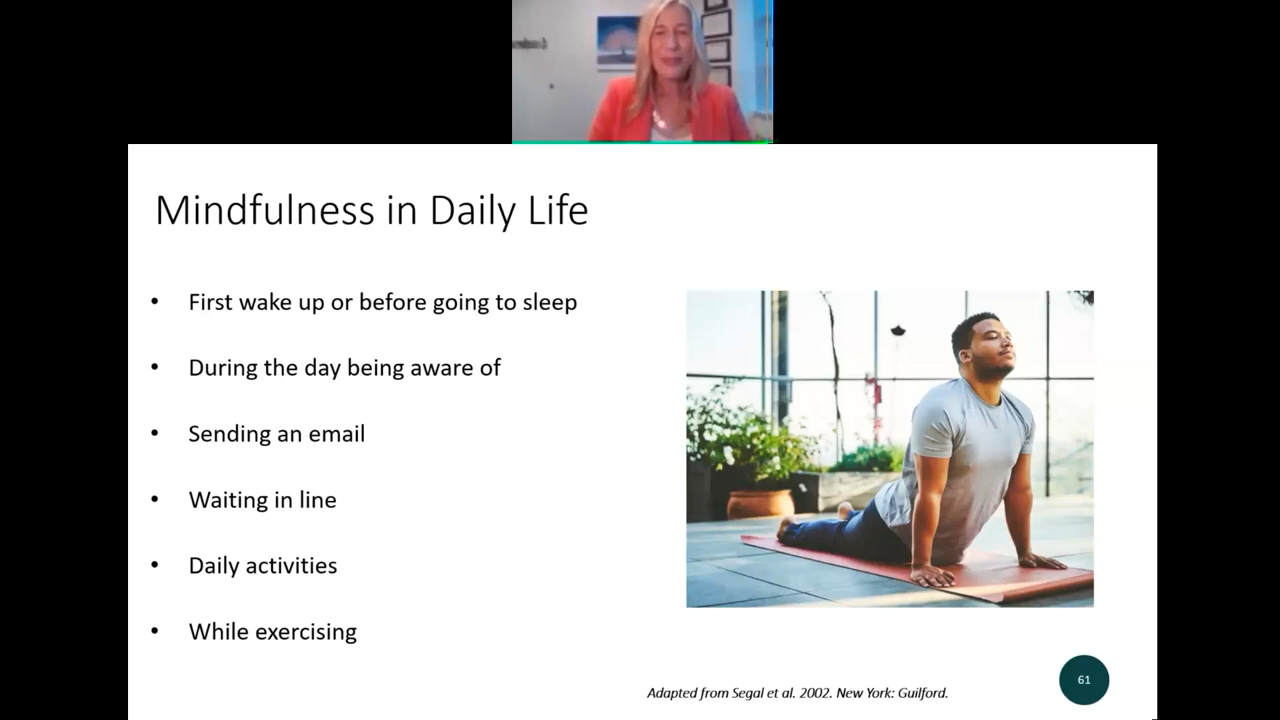 Mindfulness in Daily Life
• First wake up or before going to sleep
• During the day being aware of
• Sending an email
• Waiting in line
• Daily activities
• While exercising
Adapted from Segal et al. 2002. New York: Guilford.
61